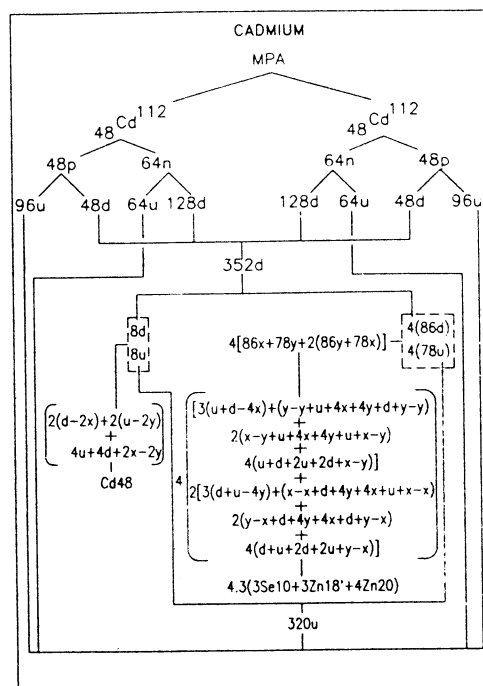 CADMIUM
MPA
48Cd112 48Cd112
48p 64n 64n 48p
96u 48d 64u 128d 128d 64u 48d 96u
352d
8d
8u
4[86x+78y+2(86y+78x)]
4(86d)
4(78u)
2(d-2x)+2(u-2y)
+
4u+4d+2x-2y
Cd48
4
[3(u+d-4x)+(y-y+u+4x+4y+d+y-y)
+
2(x-y+u+4x+4y+u+x-y)
+
4(u+d+2u+2d+x-y)]
+
2[3(d+u-4y)+(x-x+d+4y+4x+u+x-x)
+
2(y-x+d+4y+4x+d+y-x)
+
4(d+u+2d+2u+y-x)]
4.3(3Se10+3Zn18'+4Zn20)
320u